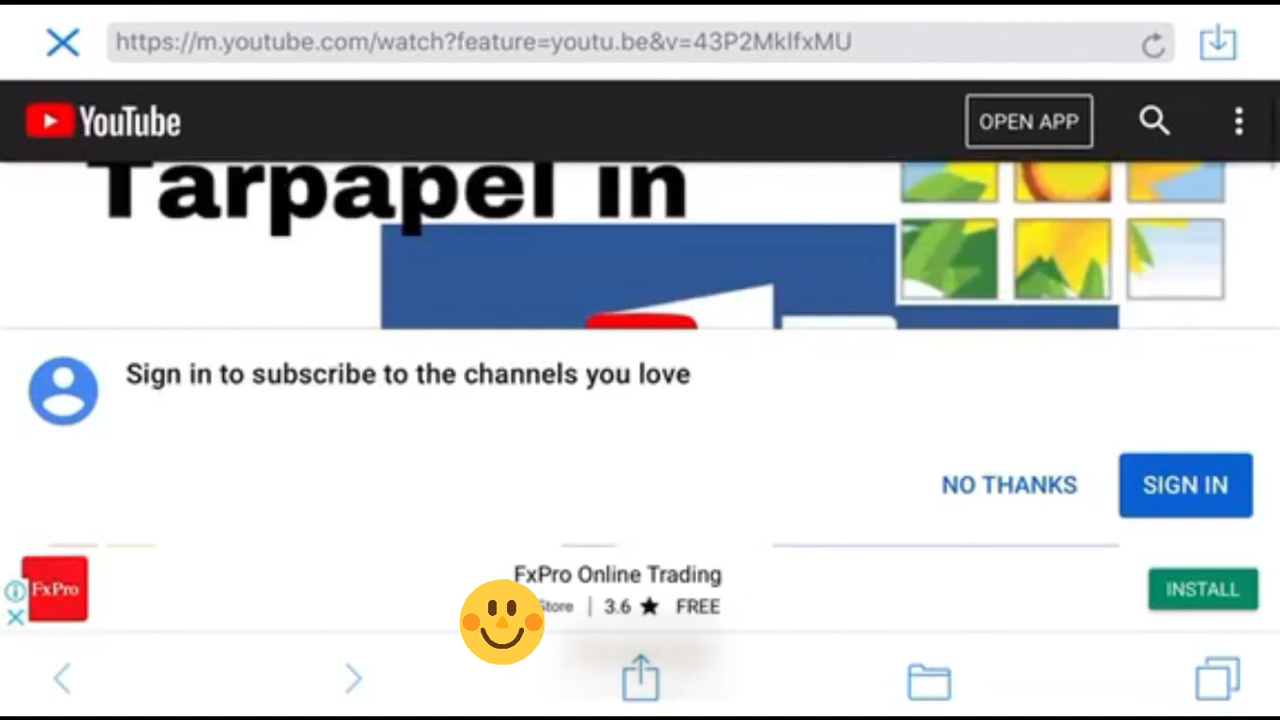 https://m.youtube.com/watch?feature=youtu.be&v=43P2MklfxMU
YouTube
OPEN APP
Tarpapel in
Sign in to subscribe to the channels you love
NO THANKS
SIGN IN
FxPro
FxPro Online Trading
Store | 3.6 ★ FREE
INSTALL